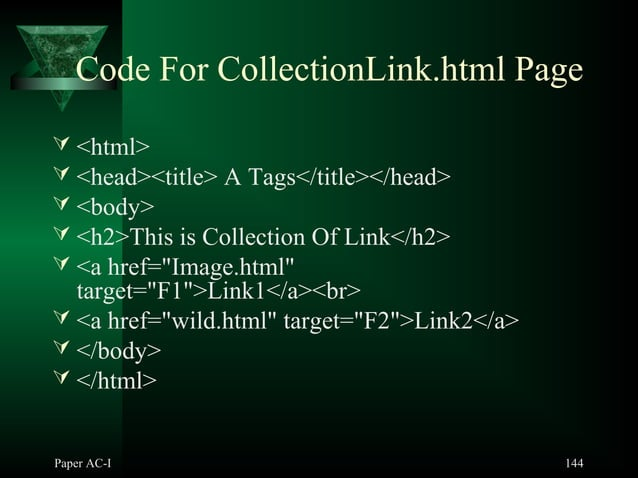 Code For CollectionLink.html Page
<html>
<head><title> A Tags</title></head>
<body>
<h2>This is Collection Of Link</h2>
<a href="Image.html"
target="F1">Link1</a><br>
<a href="wild.html" target="F2">Link2</a>
</body>
</html>
Paper AC-I
144